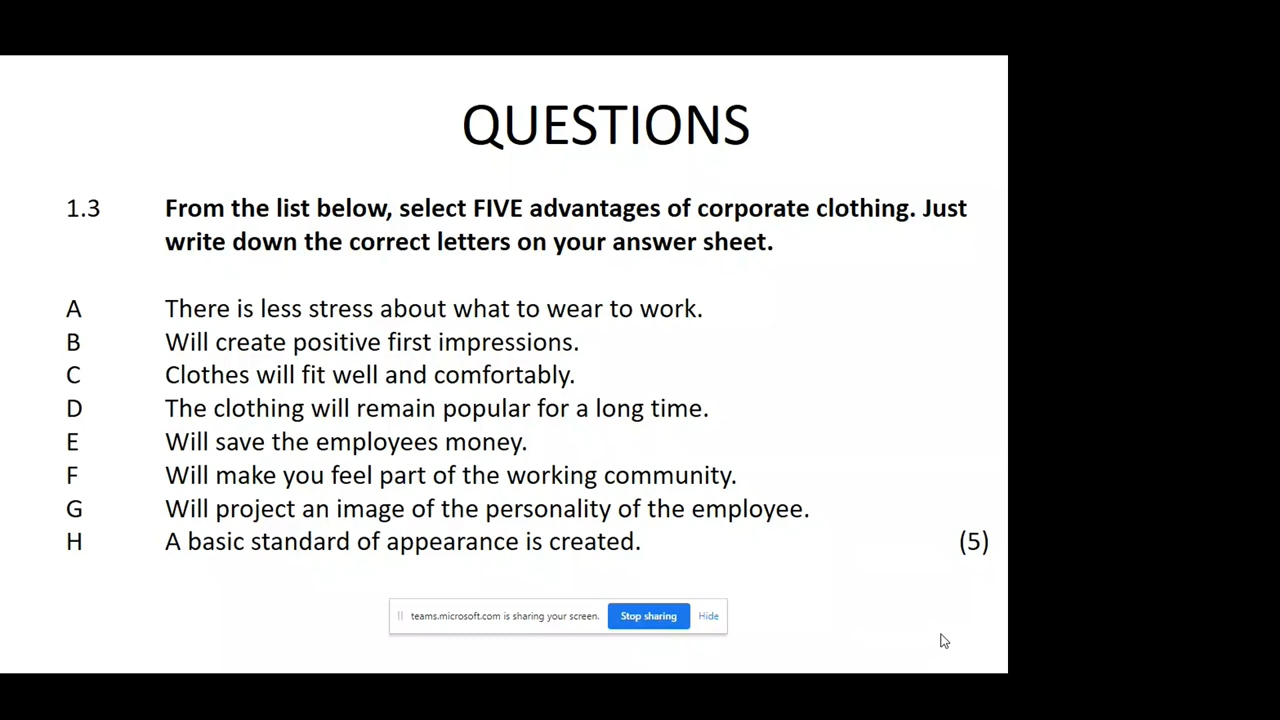 QUESTIONS
1.3 From the list below, select FIVE advantages of corporate clothing. Just
write down the correct letters on your answer sheet.
A There is less stress about what to wear to work.
B Will create positive first impressions.
C Clothes will fit well and comfortably.
D The clothing will remain popular for a long time.
E Will save the employees money.
F Will make you feel part of the working community.
G Will project an image of the personality of the employee.
H A basic standard of appearance is created. (5)
teams.microsoft.com is sharing your screen. Stop sharing Hide